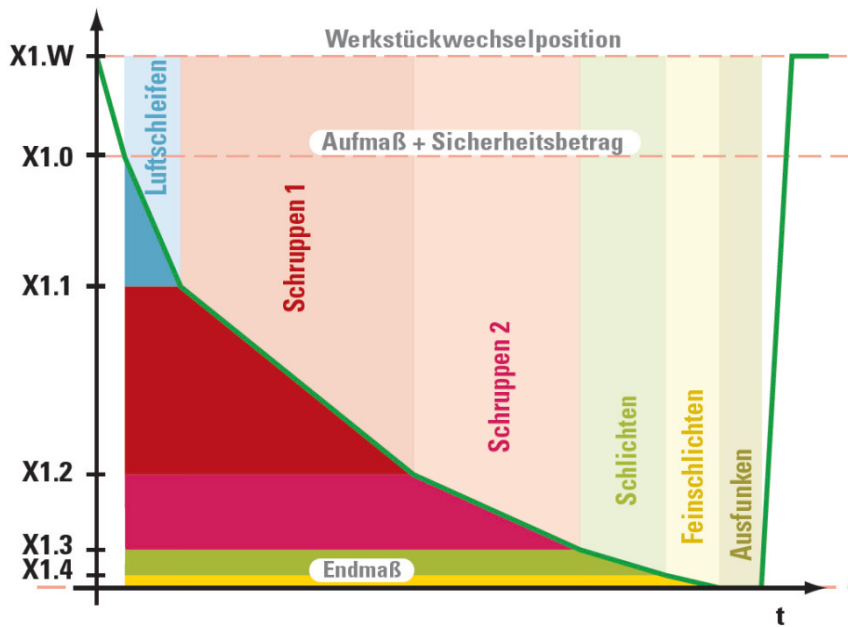 X1.W
Werkstückwechselposition
Luftschleifen
X1.0
Aufmaß + Sicherheitsbetrag
Schruppen 1
X1.1
Schruppen 2
Schlichten
Feinschlichten
Ausfunken
X1.2
X1.3
X1.4
Endmaß
t